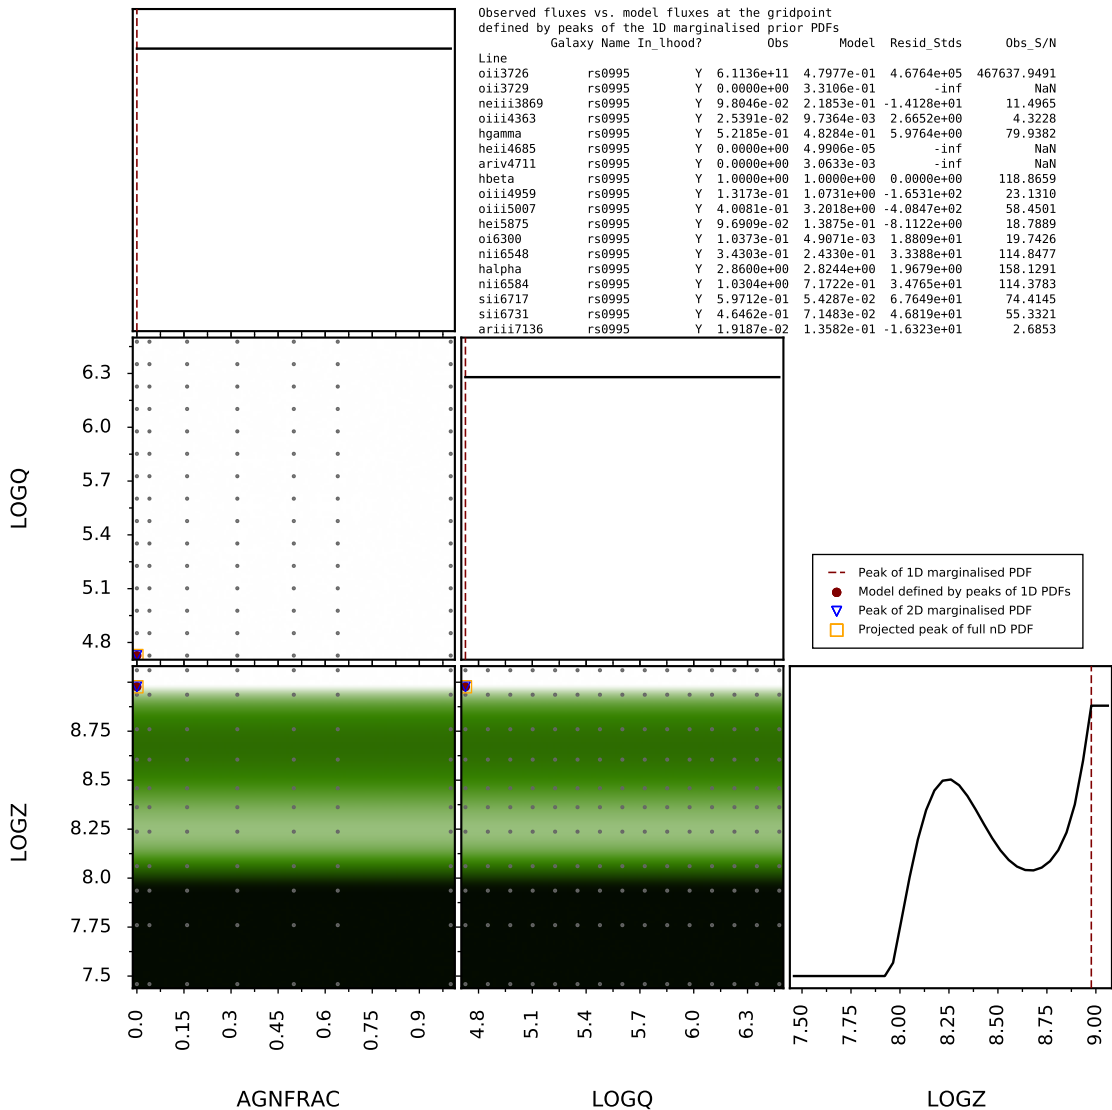 Observed fluxes vs. model fluxes at the gridpoint
defined by peaks of the 1D marginalised prior PDFs
Galaxy Name In_lhood? Obs Model Resid_Stds Obs_S/N
Line
oii3726 rs0995 Y 6.1136e+11 4.7977e-01 4.6764e+05 467637.9491
oii3729 rs0995 Y 0.0000e+00 3.3106e-01 -inf NaN
neiii3869 rs0995 Y 9.8046e-02 2.1853e-01 -1.4128e+01 11.4965
oiii4363 rs0995 Y 2.5391e-02 9.7364e-03 2.6652e+00 4.3228
hgamma rs0995 Y 5.2185e-01 4.8284e-01 5.9764e+00 79.9382
heii4685 rs0995 Y 0.0000e+00 4.9906e-05 -inf NaN
ariv4711 rs0995 Y 0.0000e+00 3.0633e-03 -inf NaN
hbeta rs0995 Y 1.0000e+00 1.0000e+00 0.0000e+00 118.8659
oiii4959 rs0995 Y 1.3173e-01 1.0731e+00 -1.6531e+02 23.1310
oiii5007 rs0995 Y 4.0081e-01 3.2018e+00 -4.0847e+02 58.4501
hei5875 rs0995 Y 9.6909e-02 1.3875e-01 -8.1122e+00 18.7889
oi6300 rs0995 Y 1.0373e-01 4.9071e-03 1.8809e+01 19.7426
nii6548 rs0995 Y 3.4303e-01 2.4330e-01 3.3388e+01 114.8477
halpha rs0995 Y 2.8600e+00 2.8244e+00 1.9679e+00 158.1291
nii6584 rs0995 Y 1.0304e+00 7.1722e-01 3.4765e+01 114.3783
sii6717 rs0995 Y 5.9712e-01 5.4287e-02 6.7649e+01 74.4145
sii6731 rs0995 Y 4.6462e-01 7.1483e-02 4.6819e+01 55.3321
ariii7136 rs0995 Y 1.9187e-02 1.3582e-01 -1.6323e+01 2.6853
LOGQ
6.3
6.0
5.7
5.4
5.1
4.8
Peak of 1D marginalised PDF
Model defined by peaks of 1D PDFs
Peak of 2D marginalised PDF
Projected peak of full nD PDF
LOGZ
8.75
8.5
8.25
8.0
7.75
7.5
0.0 0.15 0.3 0.45 0.6 0.75 0.9
4.8 5.1 5.4 5.7 6.0 6.3
7.50 7.75 8.00 8.25 8.50 8.75 9.00
AGNFRAC LOGQ LOGZ